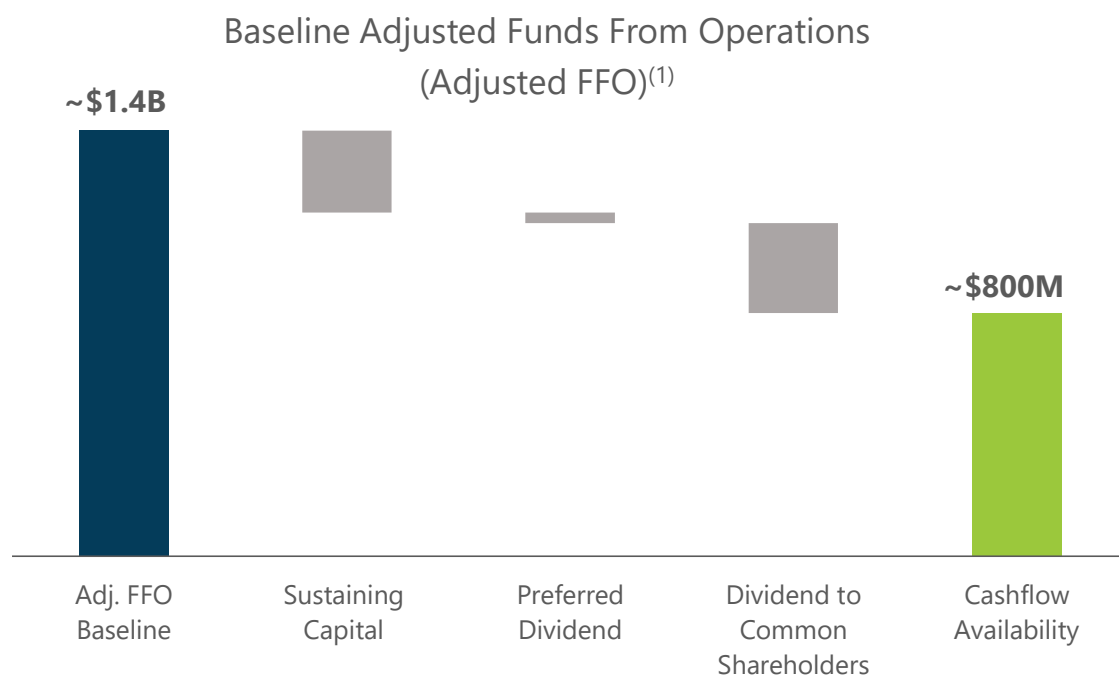 Baseline Adjusted Funds From Operations
(Adjusted FFO)(1)
~$1.4B
~$800M
Adj. FFO
Baseline
Sustaining
Capital
Preferred
Dividend
Dividend to
Common
Shareholders
Cashflow
Availability